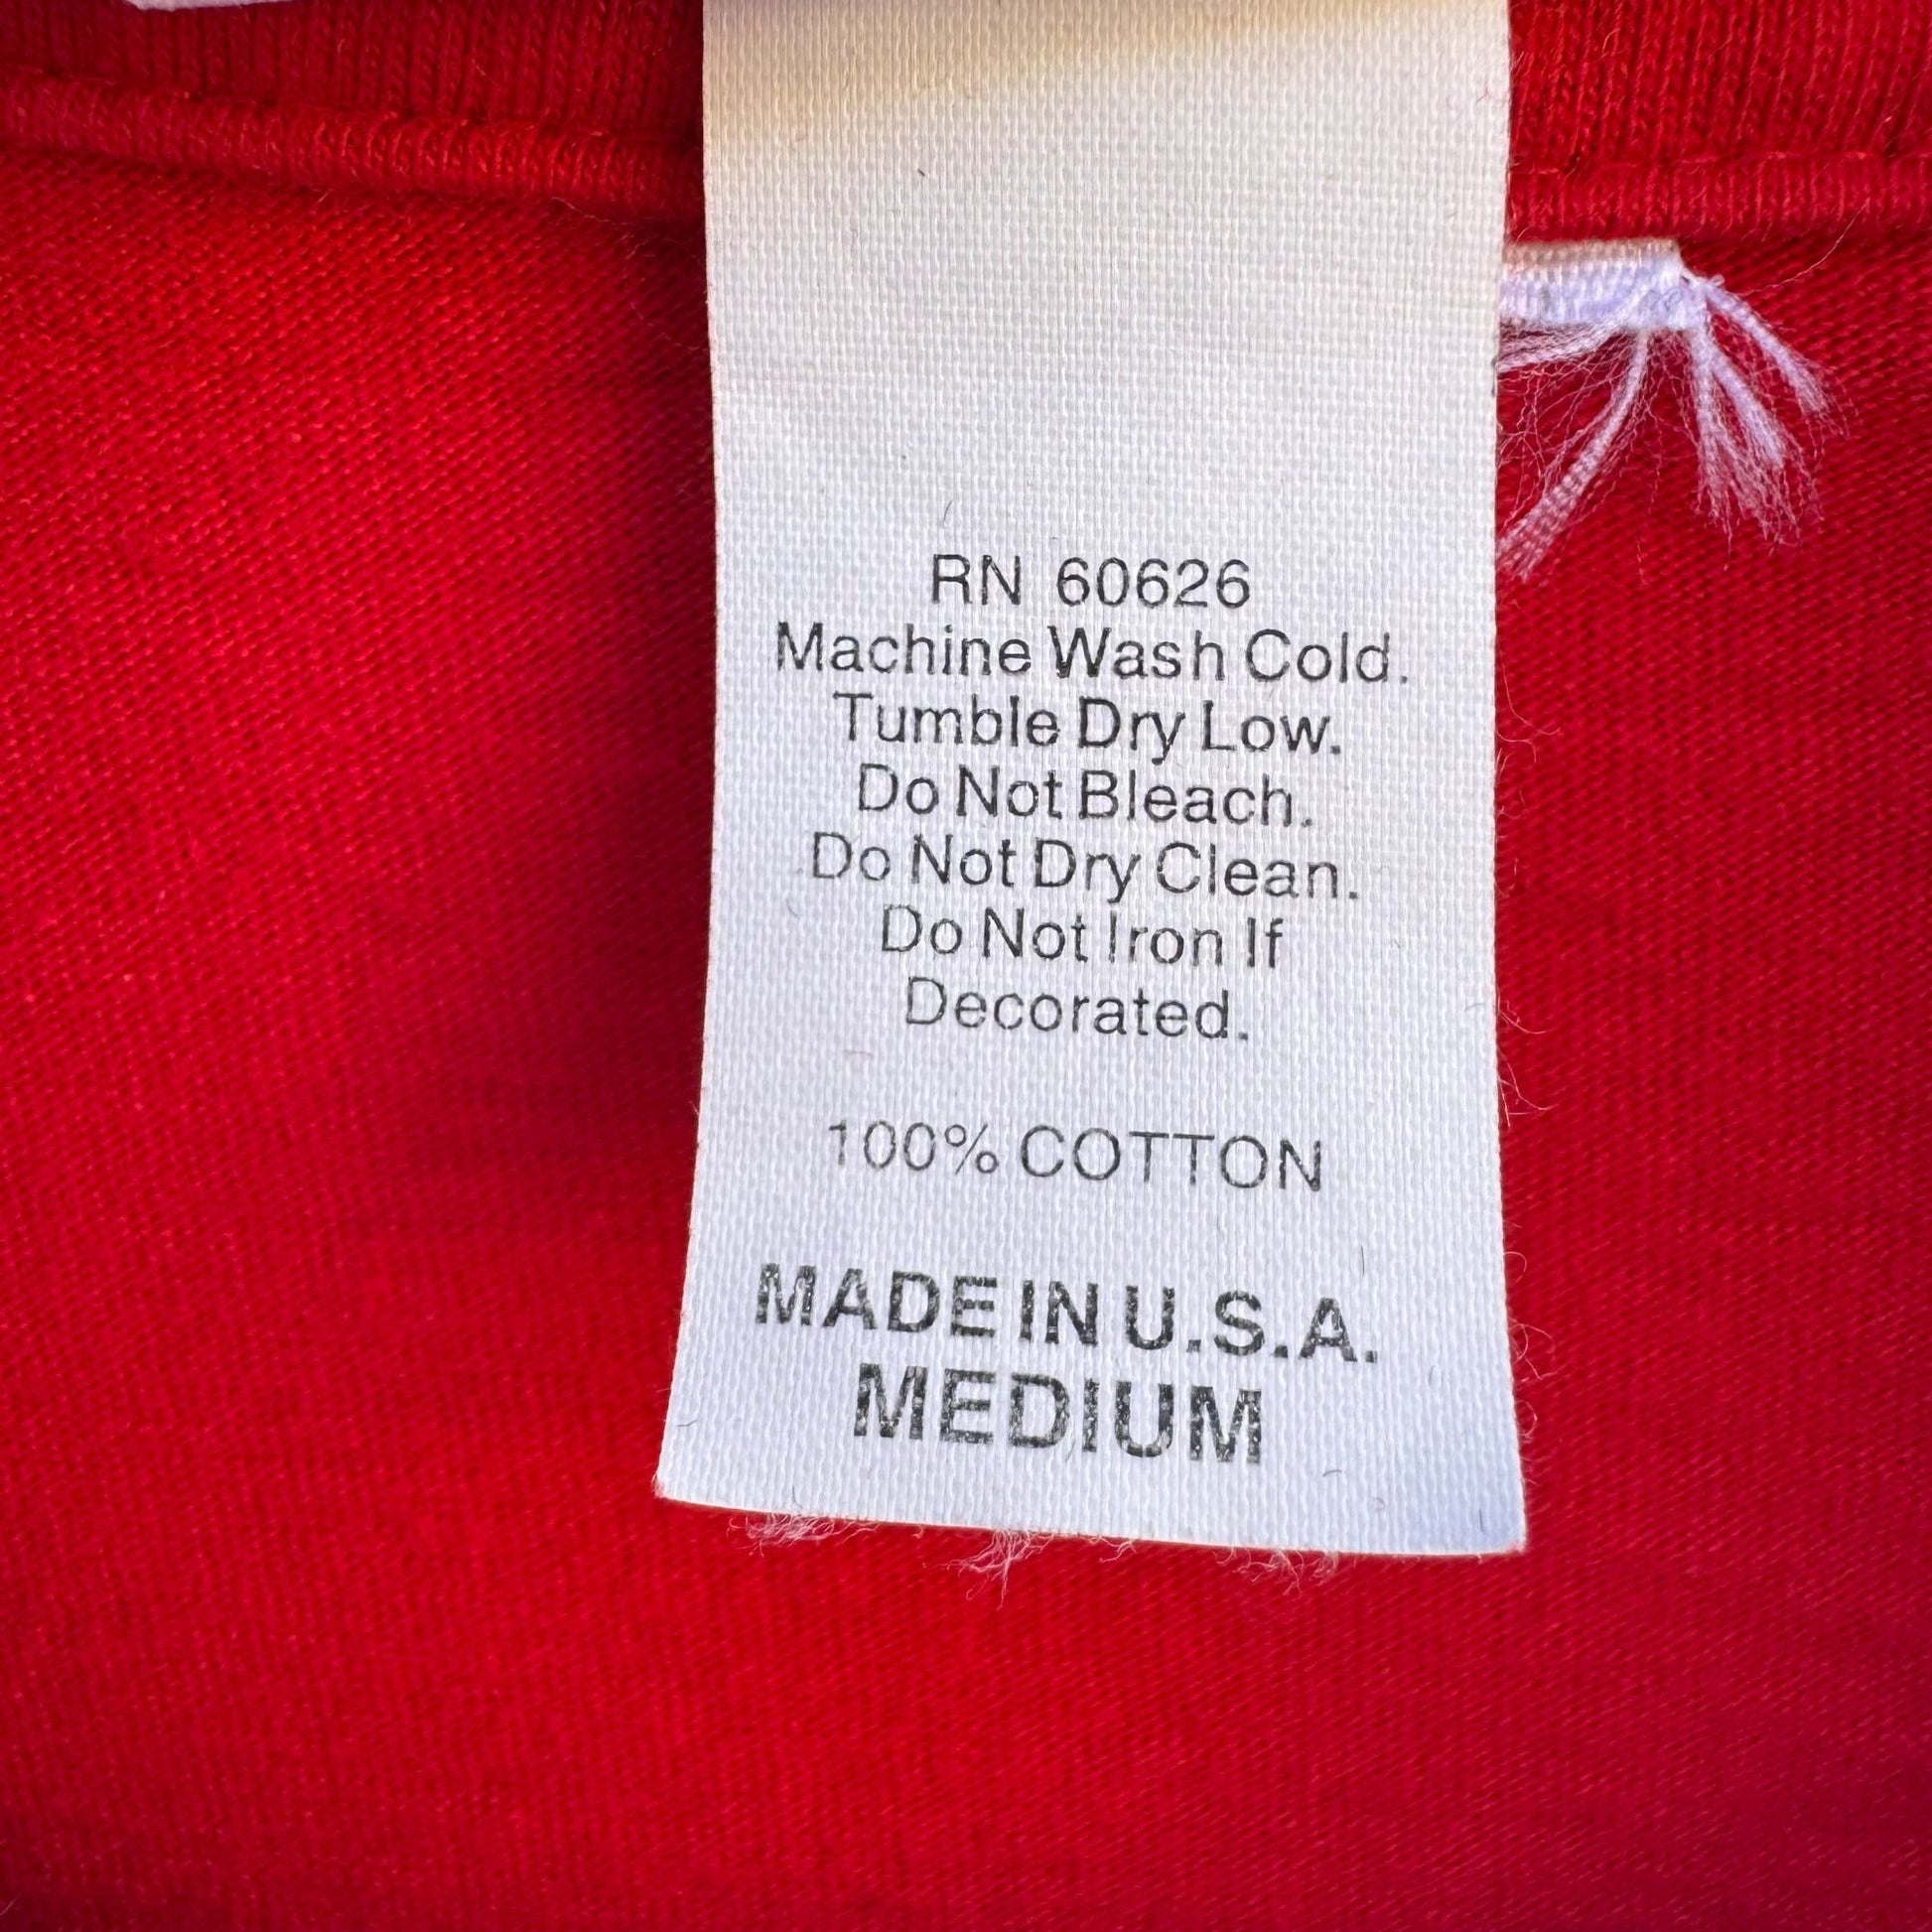 RN 60626
Machine Wash Cold.
Tumble Dry Low.
Do Not Bleach.
Do Not Dry Clean.
Do Not Iron If
Decorated.
100% COTTON
MADE IN U.S.A.
MEDIUM